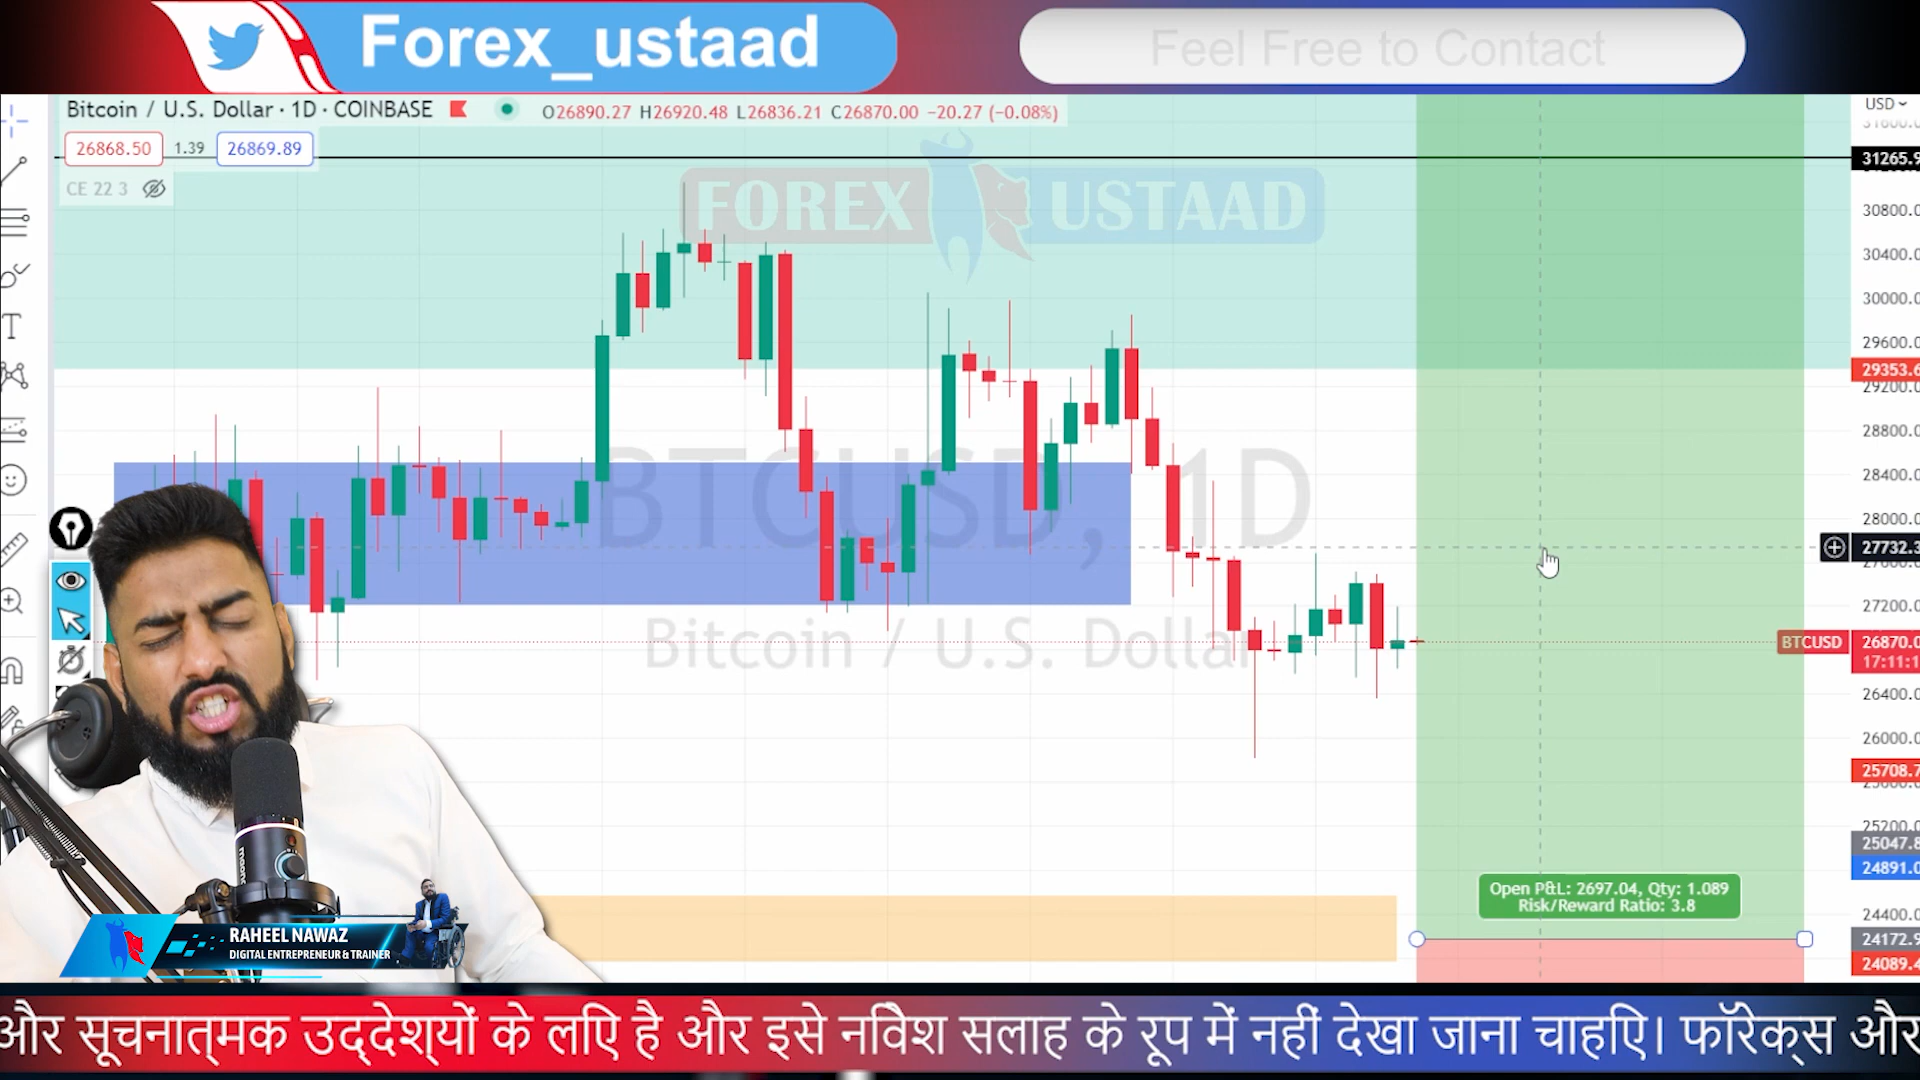 Forex_ustaad
Feel Free to Contact
Bitcoin / U.S. Dollar · 1D · COINBASE
O26890.27 H26920.48 L26836.21 C26870.00 −20.27 (−0.08%)
USD
26868.50 1.39 26869.89
CE 22 3
FOREX USTAAD
BTCUSD, 1D
Bitcoin / U.S. Dollar
31265.9
30800.0
30400.0
30000.0
29600.0
29353.6
29200.0
28800.0
28400.0
28000.0
27732.3
27600.0
27200.0
BTCUSD 26870.0
17:11:1
26400.0
26000.0
25708.7
25200.0
25047.8
24891.0
24400.0
24172.9
24089.4
Open P&L: 2697.04, Qty: 1.089
Risk/Reward Ratio: 3.8
RAHEEL NAWAZ
DIGITAL ENTREPRENEUR & TRAINER
और सूचनात्मक उद्देश्यों के लिए है और इसे निवेश सलाह के रूप में नहीं देखा जाना चाहिए। फॉरेक्स और